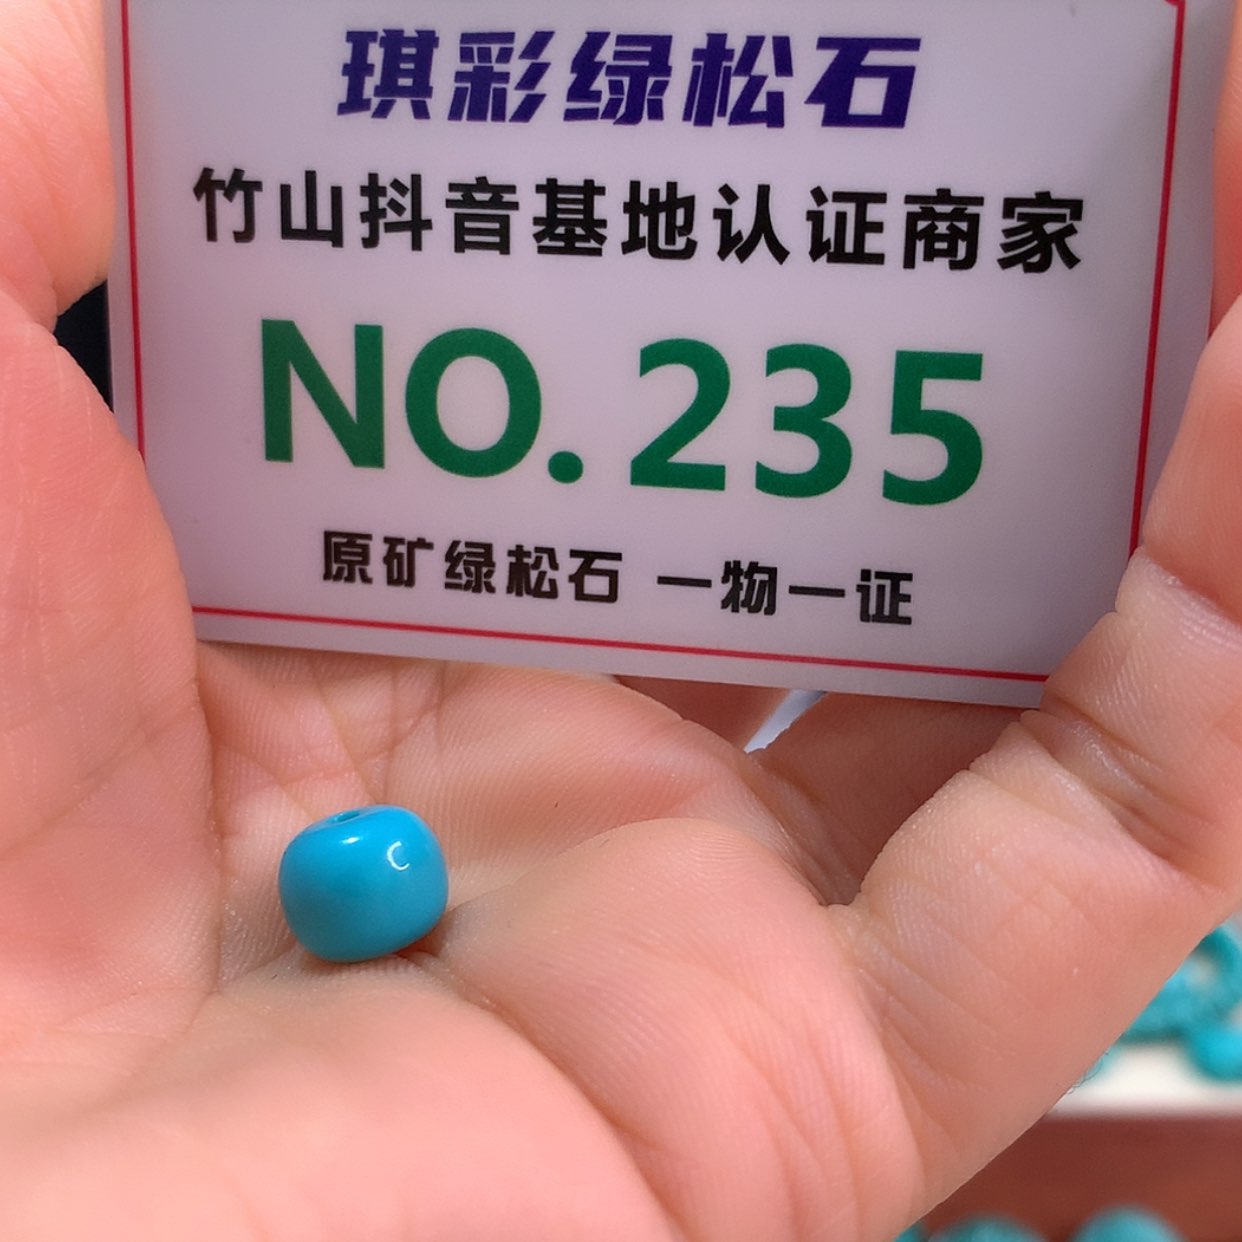 琪彩绿松石
竹山抖音基地认证商家
NO.235
原矿绿松石 一物一证